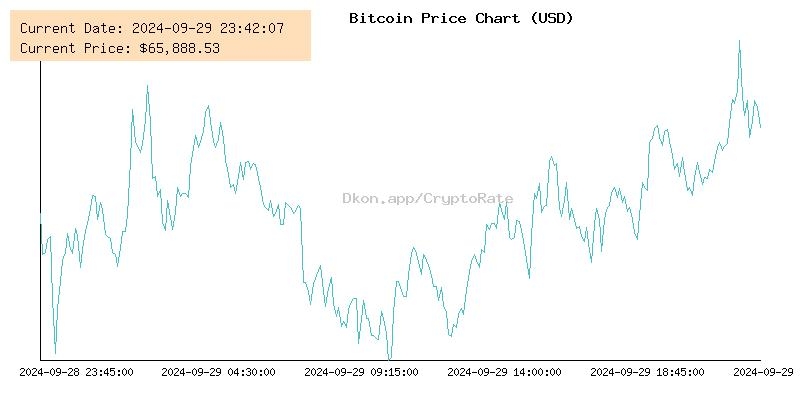 Bitcoin Price Chart (USD)
Current Date: 2024-09-29 23:42:07
Current Price: $65,888.53
Dkon.app/CryptoRate
2024-09-28 23:45:00 2024-09-29 04:30:00 2024-09-29 09:15:00 2024-09-29 14:00:00 2024-09-29 18:45:00 2024-09-29